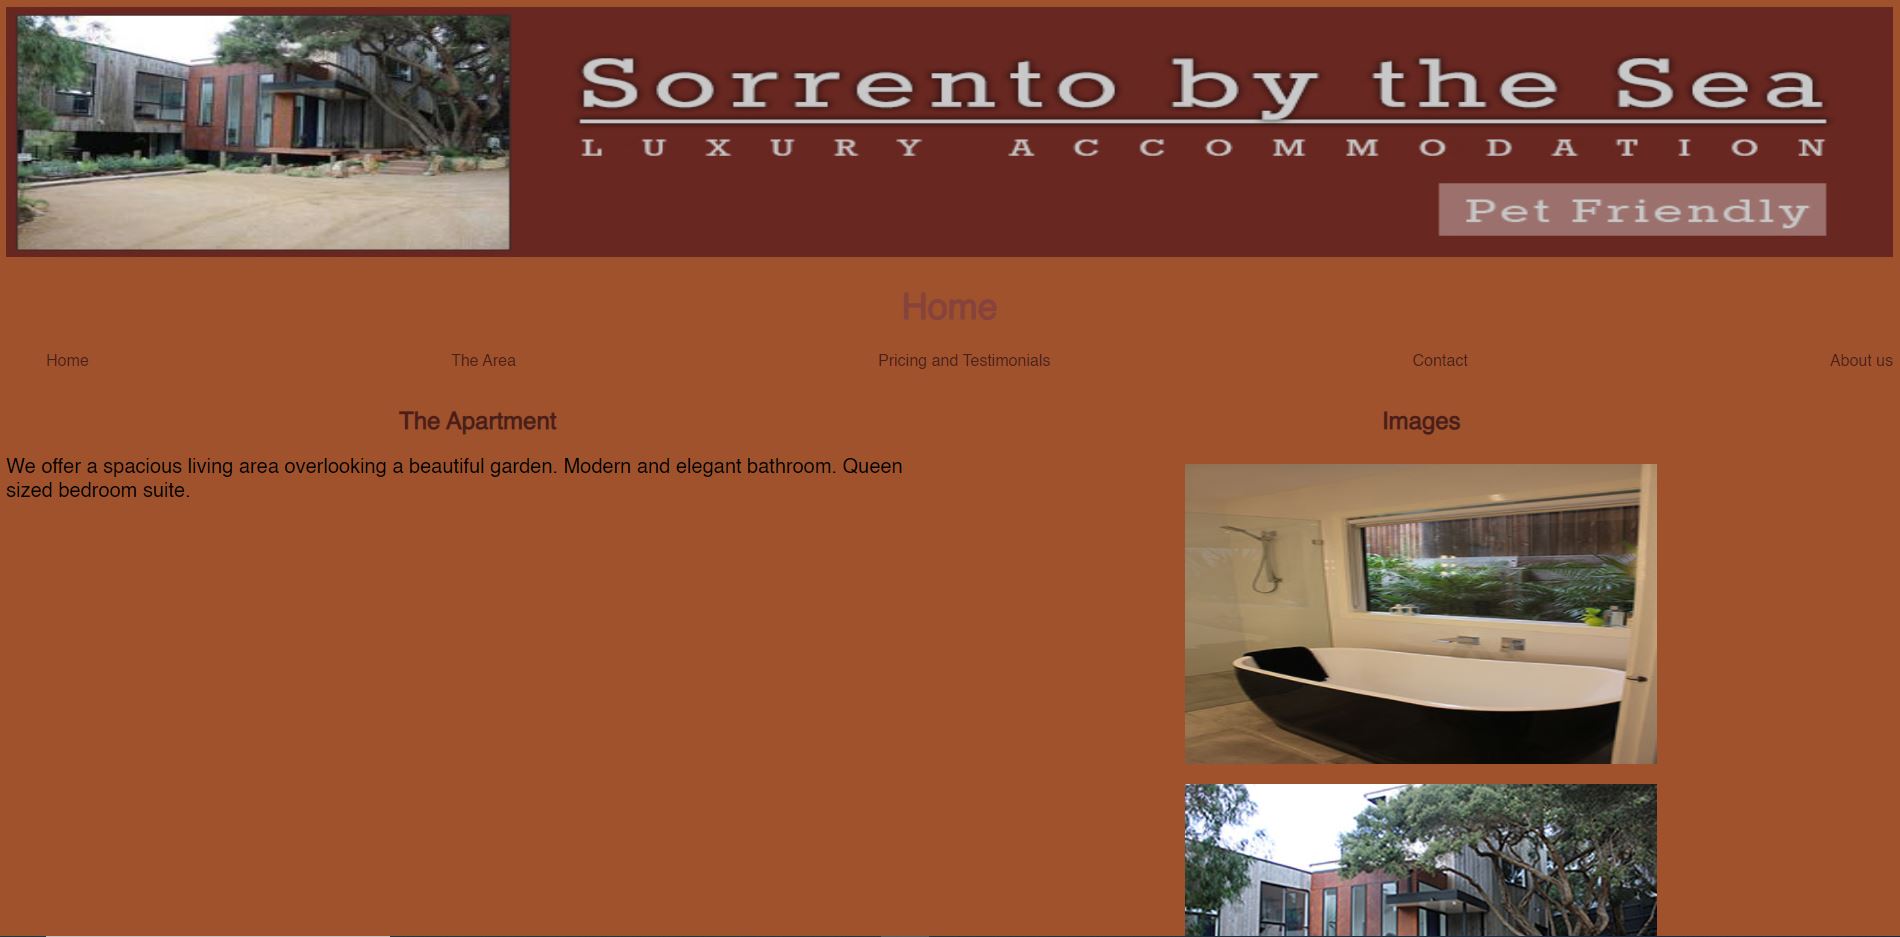 Sorrento by the Sea
LUXURY ACCOMMODATION
Pet Friendly
Home
Home
The Area
Pricing and Testimonials
Contact
About us
The Apartment
Images
We offer a spacious living area overlooking a beautiful garden. Modern and elegant bathroom. Queen
sized bedroom suite.